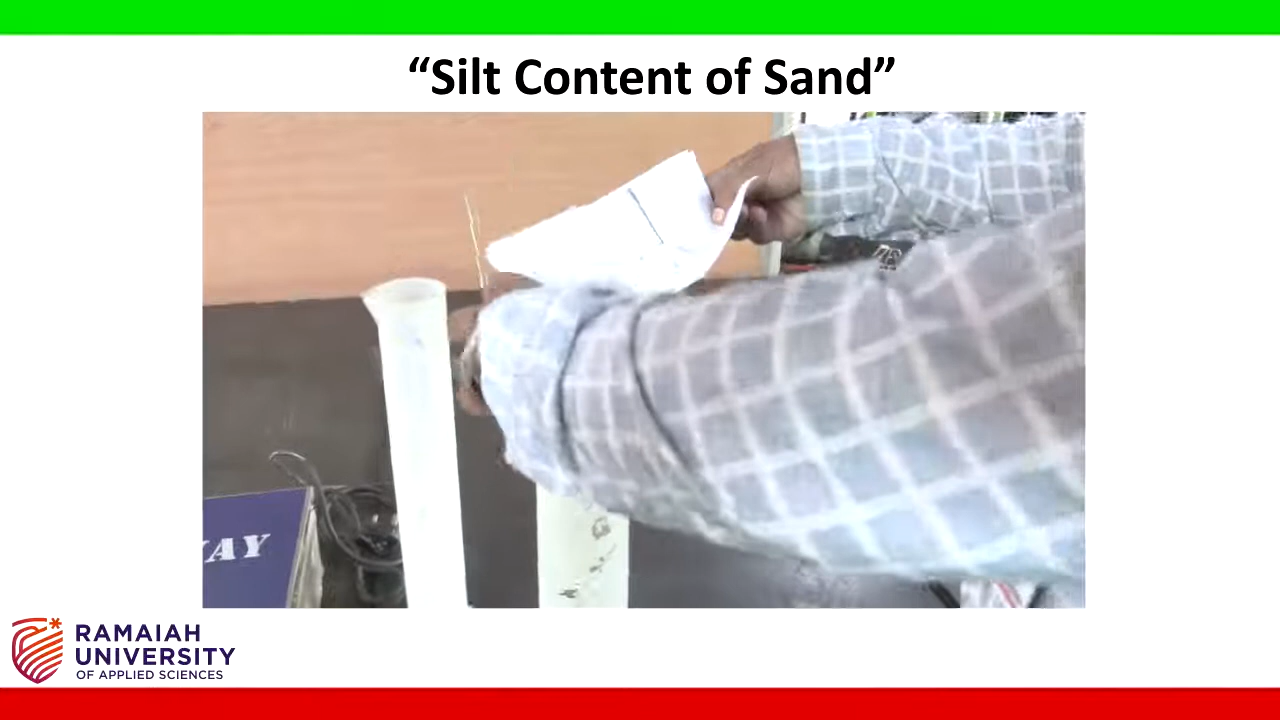 “Silt Content of Sand”
RAMAIAH
UNIVERSITY
OF APPLIED SCIENCES